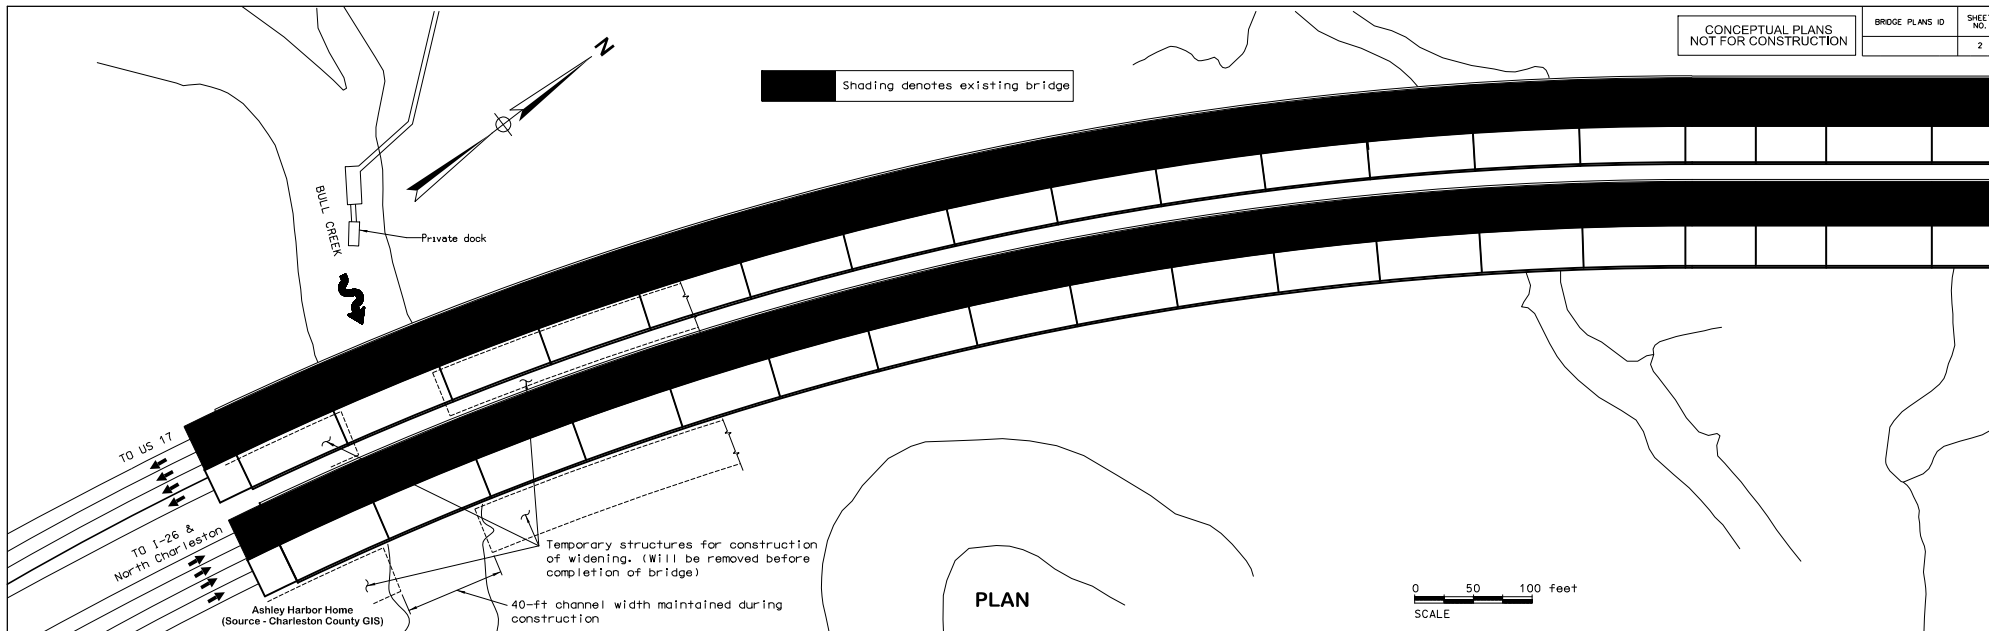 CONCEPTUAL PLANS
NOT FOR CONSTRUCTION
BRIDGE PLANS ID
SHEET
NO.
2
N
Shading denotes existing bridge
BULL CREEK
Private dock
TO US 17
TO I-26 &
North Charleston
Temporary structures for construction
of widening. (Will be removed before
completion of bridge)
40-ft channel width maintained during
construction
Ashley Harbor Home
(Source - Charleston County GIS)
PLAN
0 50 100 feet
SCALE